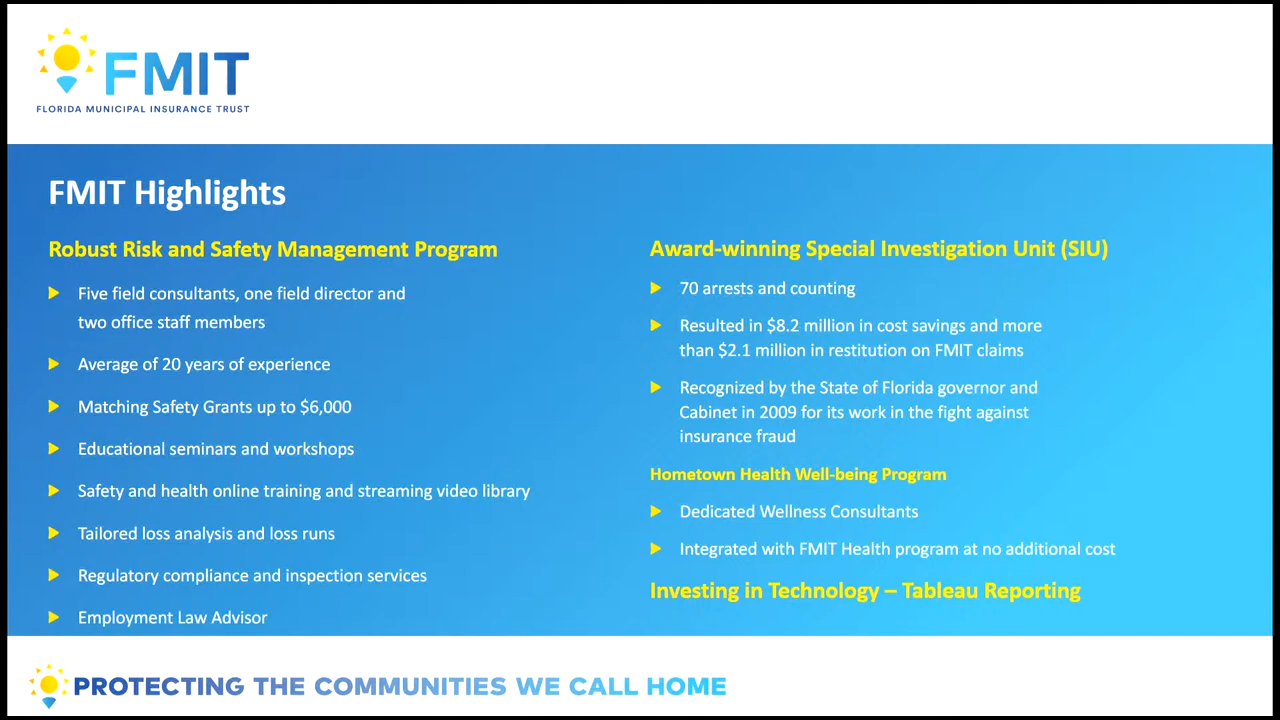 FMIT
FLORIDA MUNICIPAL INSURANCE TRUST
FMIT Highlights
Robust Risk and Safety Management Program
Five field consultants, one field director and
two office staff members
Average of 20 years of experience
Matching Safety Grants up to $6,000
Educational seminars and workshops
Safety and health online training and streaming video library
Tailored loss analysis and loss runs
Regulatory compliance and inspection services
Employment Law Advisor
Award-winning Special Investigation Unit (SIU)
70 arrests and counting
Resulted in $8.2 million in cost savings and more
than $2.1 million in restitution on FMIT claims
Recognized by the State of Florida governor and
Cabinet in 2009 for its work in the fight against
insurance fraud
Hometown Health Well-being Program
Dedicated Wellness Consultants
Integrated with FMIT Health program at no additional cost
Investing in Technology – Tableau Reporting
PROTECTING THE COMMUNITIES WE CALL HOME